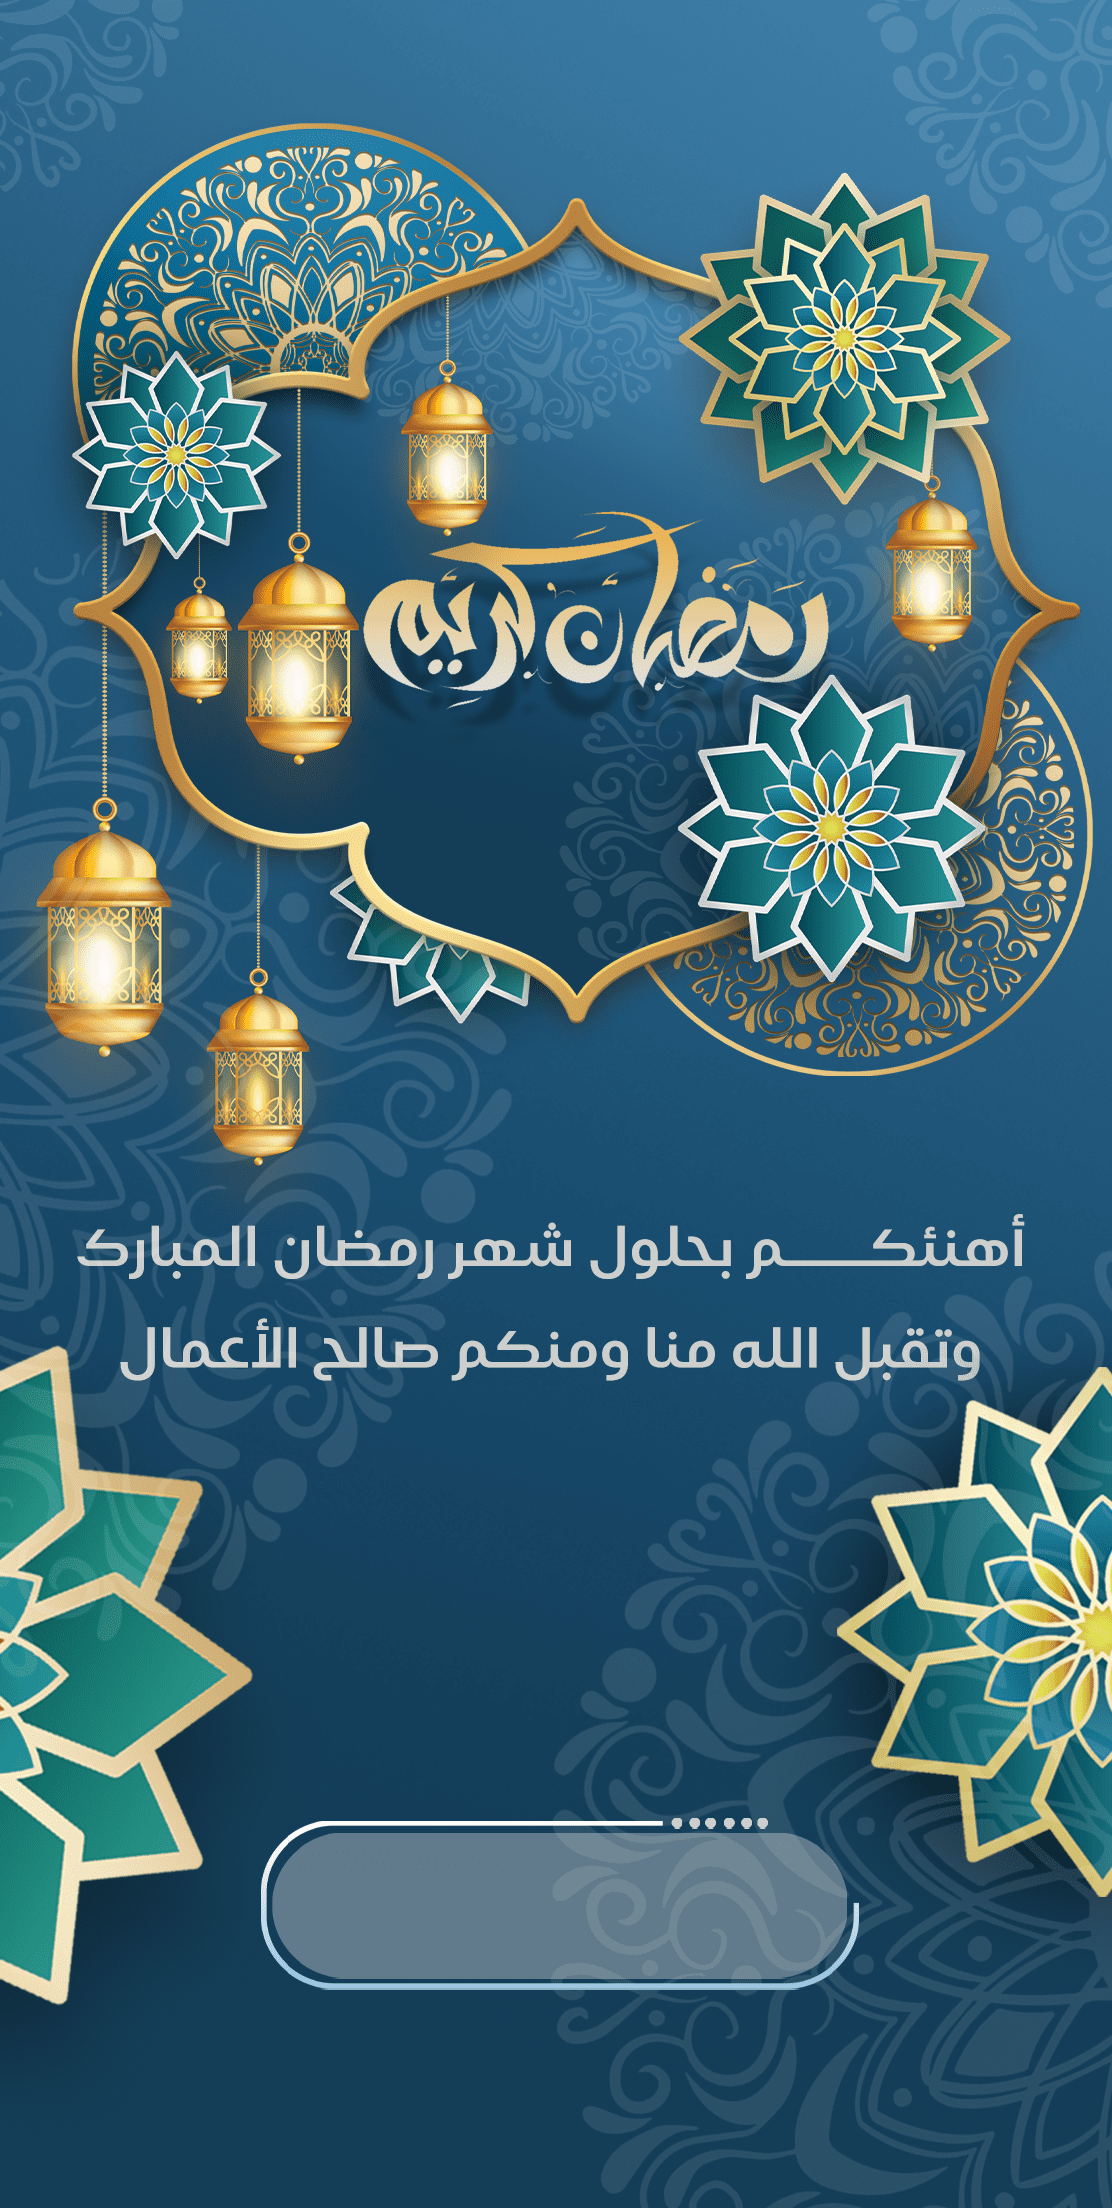 رمضان كريم
أهنئكـــــم بحلول شهر رمضان المبارك
وتقبل الله منا ومنكم صالح الأعمال